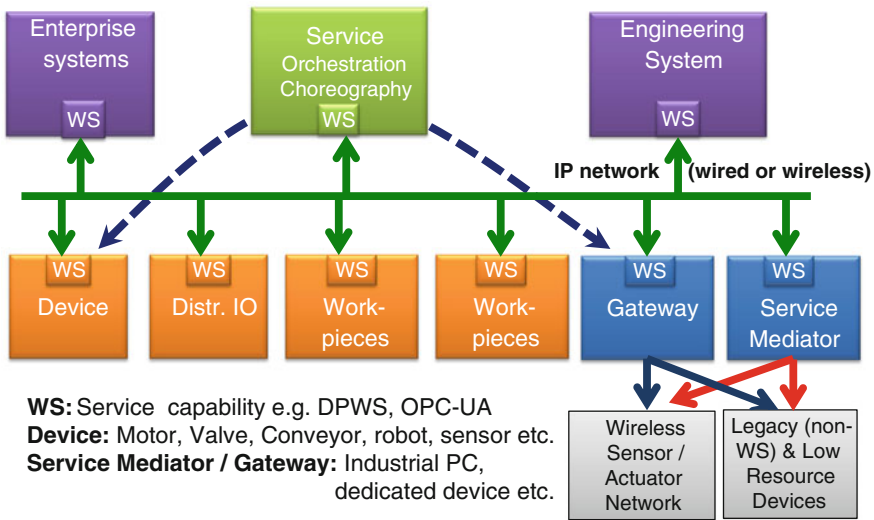 Enterprise
systems
WS
Service
Orchestration
Choreography
WS
Engineering
System
WS
IP network (wired or wireless)
WS
Device
WS
Distr. IO
WS
Work-
pieces
WS
Work-
pieces
WS
Gateway
WS
Service
Mediator
WS: Service capability e.g. DPWS, OPC-UA
Device: Motor, Valve, Conveyor, robot, sensor etc.
Service Mediator / Gateway: Industrial PC,
dedicated device etc.
Wireless
Sensor /
Actuator
Network
Legacy (non-
WS) & Low
Resource
Devices